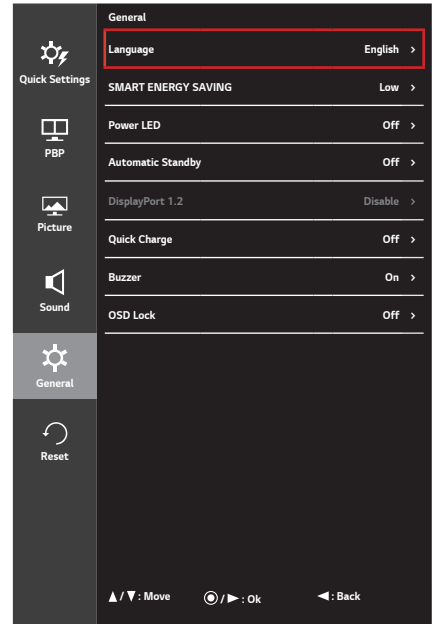 General
Language English >
Quick Settings
SMART ENERGY SAVING Low >
Power LED Off >
PBP
Automatic Standby Off >
DisplayPort 1.2 Disable >
Picture
Quick Charge Off >
Buzzer On >
Sound
OSD Lock Off >
General
Reset
▲/▼: Move ◉/►: Ok ◄: Back